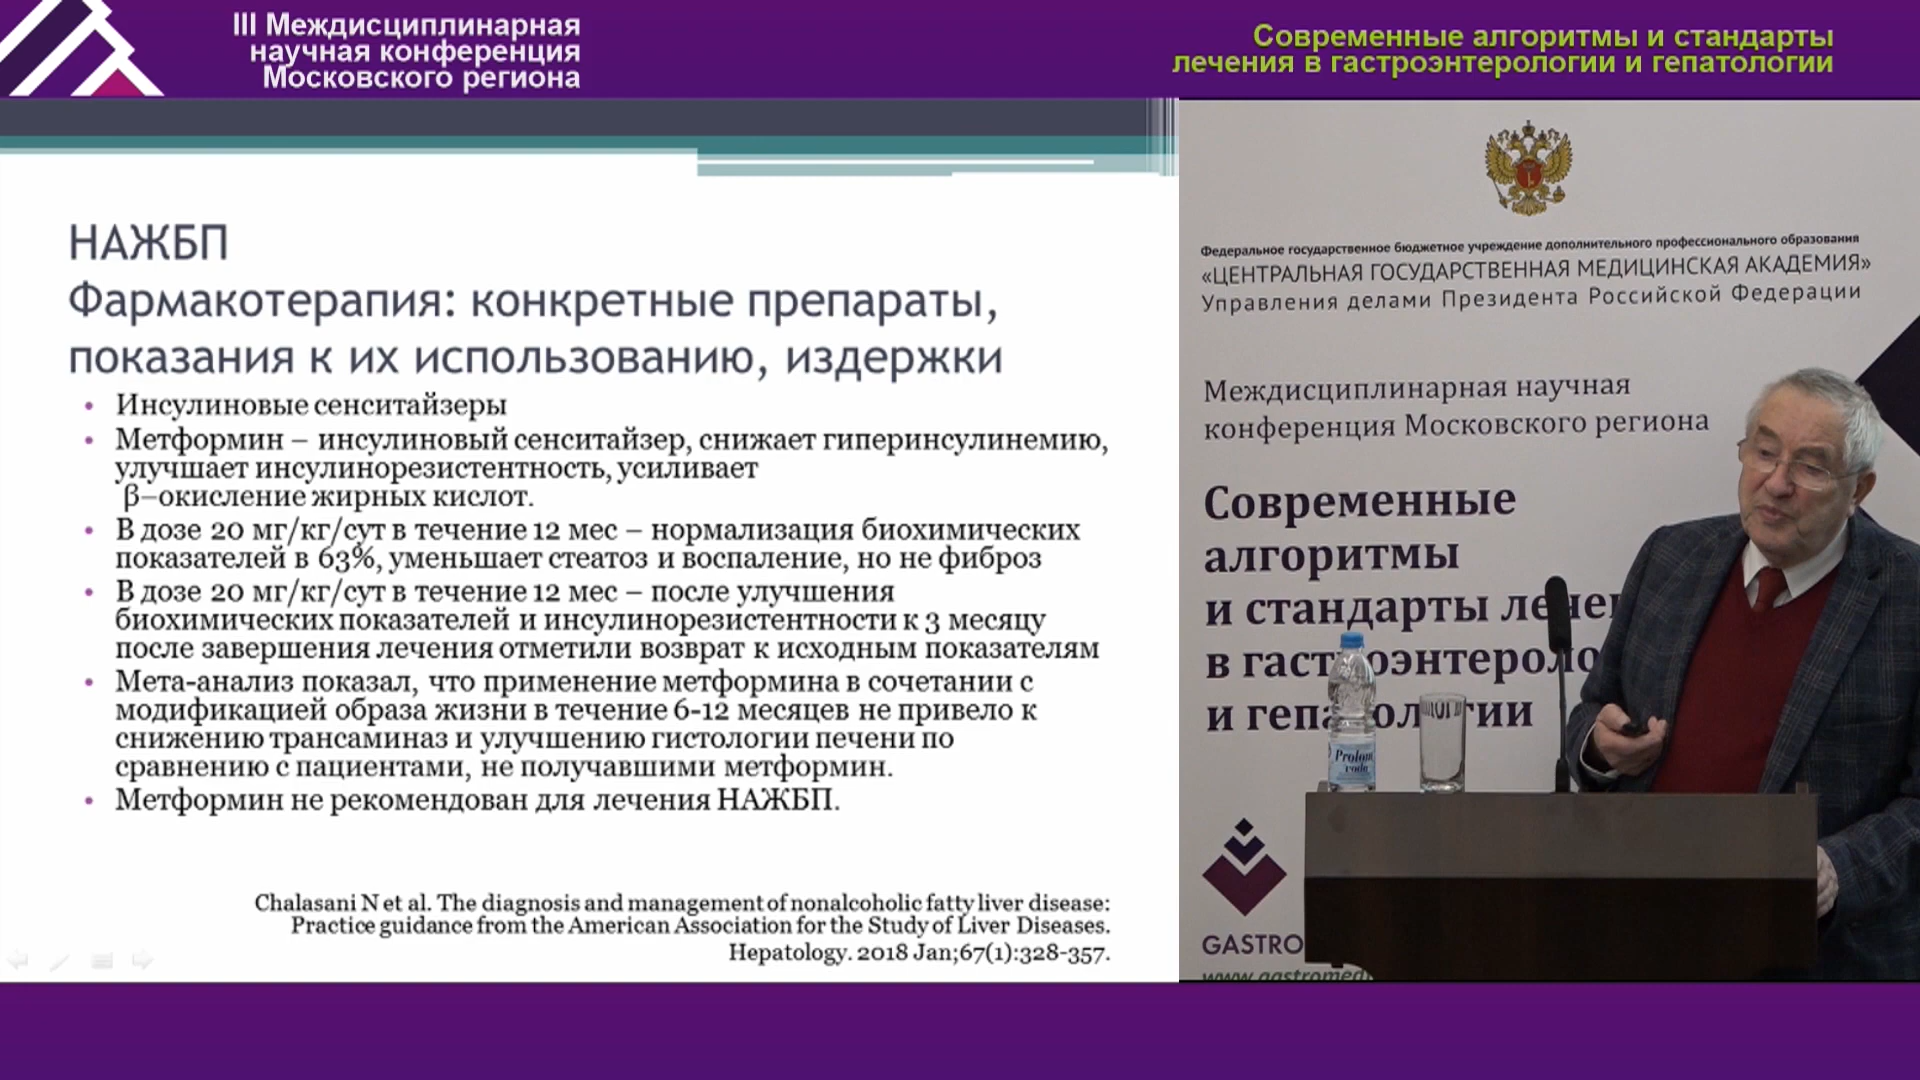 III Междисциплинарная
научная конференция
Московского региона
Современные алгоритмы и стандарты
лечения в гастроэнтерологии и гепатологии
НАЖБП
Фармакотерапия: конкретные препараты,
показания к их использованию, издержки
• Инсулиновые сенситайзеры
• Метформин – инсулиновый сенситайзер, снижает гиперинсулинемию,
улучшает инсулинорезистентность, усиливает
β–окисление жирных кислот.
• В дозе 20 мг/кг/сут в течение 12 мес – нормализация биохимических
показателей в 63%, уменьшает стеатоз и воспаление, но не фиброз
• В дозе 20 мг/кг/сут в течение 12 мес – после улучшения
биохимических показателей и инсулинорезистентности к 3 месяцу
после завершения лечения отметили возврат к исходным показателям
• Мета-анализ показал, что применение метформина в сочетании с
модификацией образа жизни в течение 6-12 месяцев не привело к
снижению трансаминаз и улучшению гистологии печени по
сравнению с пациентами, не получавшими метформин.
• Метформин не рекомендован для лечения НАЖБП.
Chalasani N et al. The diagnosis and management of nonalcoholic fatty liver disease:
Practice guidance from the American Association for the Study of Liver Diseases.
Hepatology. 2018 Jan;67(1):328-357.
Федеральное государственное бюджетное учреждение дополнительного профессионального образования
«ЦЕНТРАЛЬНАЯ ГОСУДАРСТВЕННАЯ МЕДИЦИНСКАЯ АКАДЕМИЯ»
Управления делами Президента Российской Федерации
Междисциплинарная научная
конференция Московского региона
Современные
алгоритмы
и стандарты
в
и
GASTRO